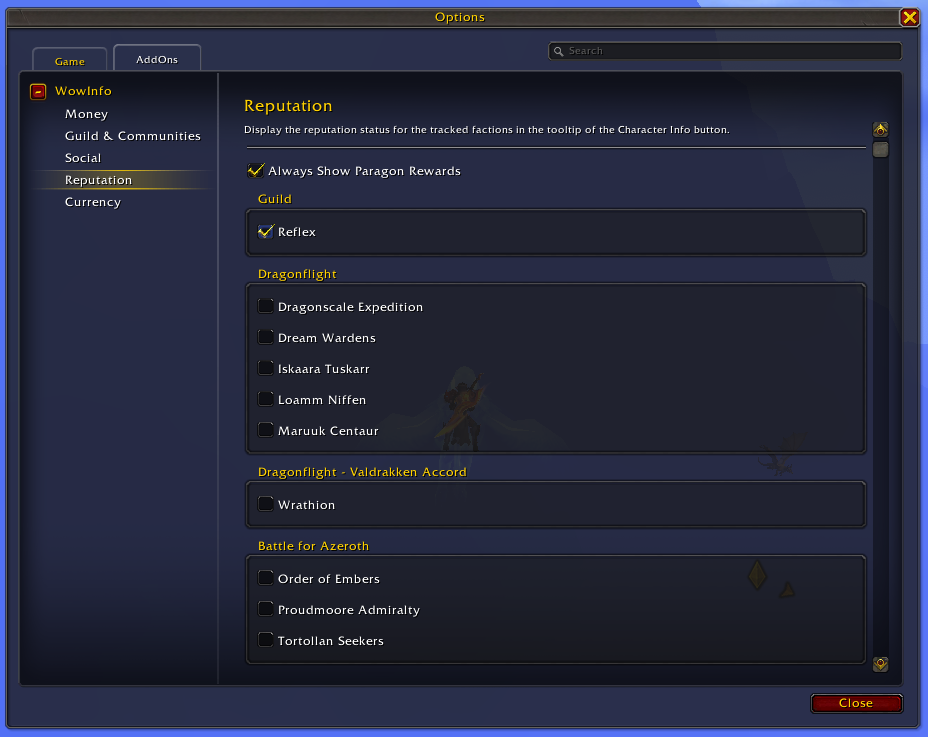 Options
Game
AddOns
Search
WowInfo
Money
Guild & Communities
Social
Reputation
Currency
Reputation
Display the reputation status for the tracked factions in the tooltip of the Character Info button.
Always Show Paragon Rewards
Guild
Reflex
Dragonflight
Dragonscale Expedition
Dream Wardens
Iskaara Tuskarr
Loamm Niffen
Maruuk Centaur
Dragonflight - Valdrakken Accord
Wrathion
Battle for Azeroth
Order of Embers
Proudmoore Admiralty
Tortollan Seekers
Close